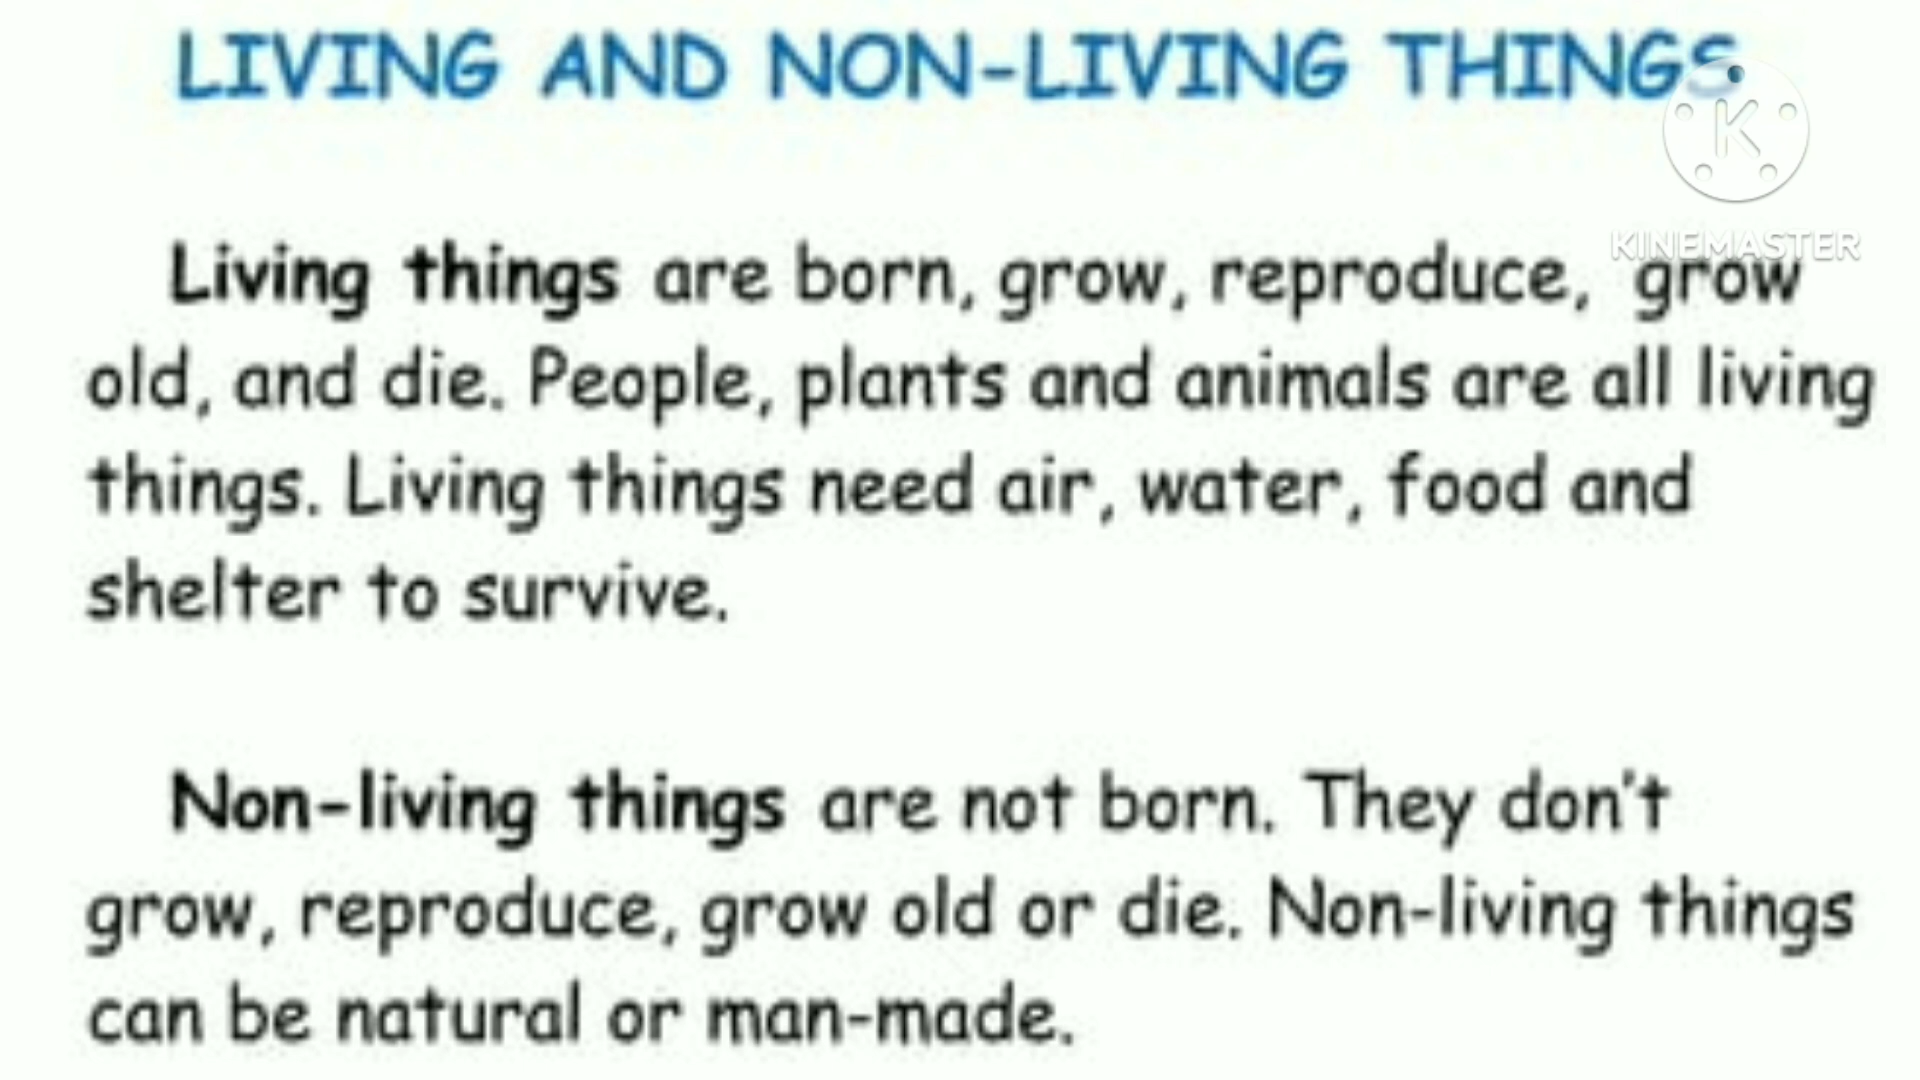 LIVING AND NON-LIVING THINGS
K
KINEMASTER
Living things are born, grow, reproduce, grow
old, and die. People, plants and animals are all living
things. Living things need air, water, food and
shelter to survive.
Non-living things are not born. They don't
grow, reproduce, grow old or die. Non-living things
can be natural or man-made.